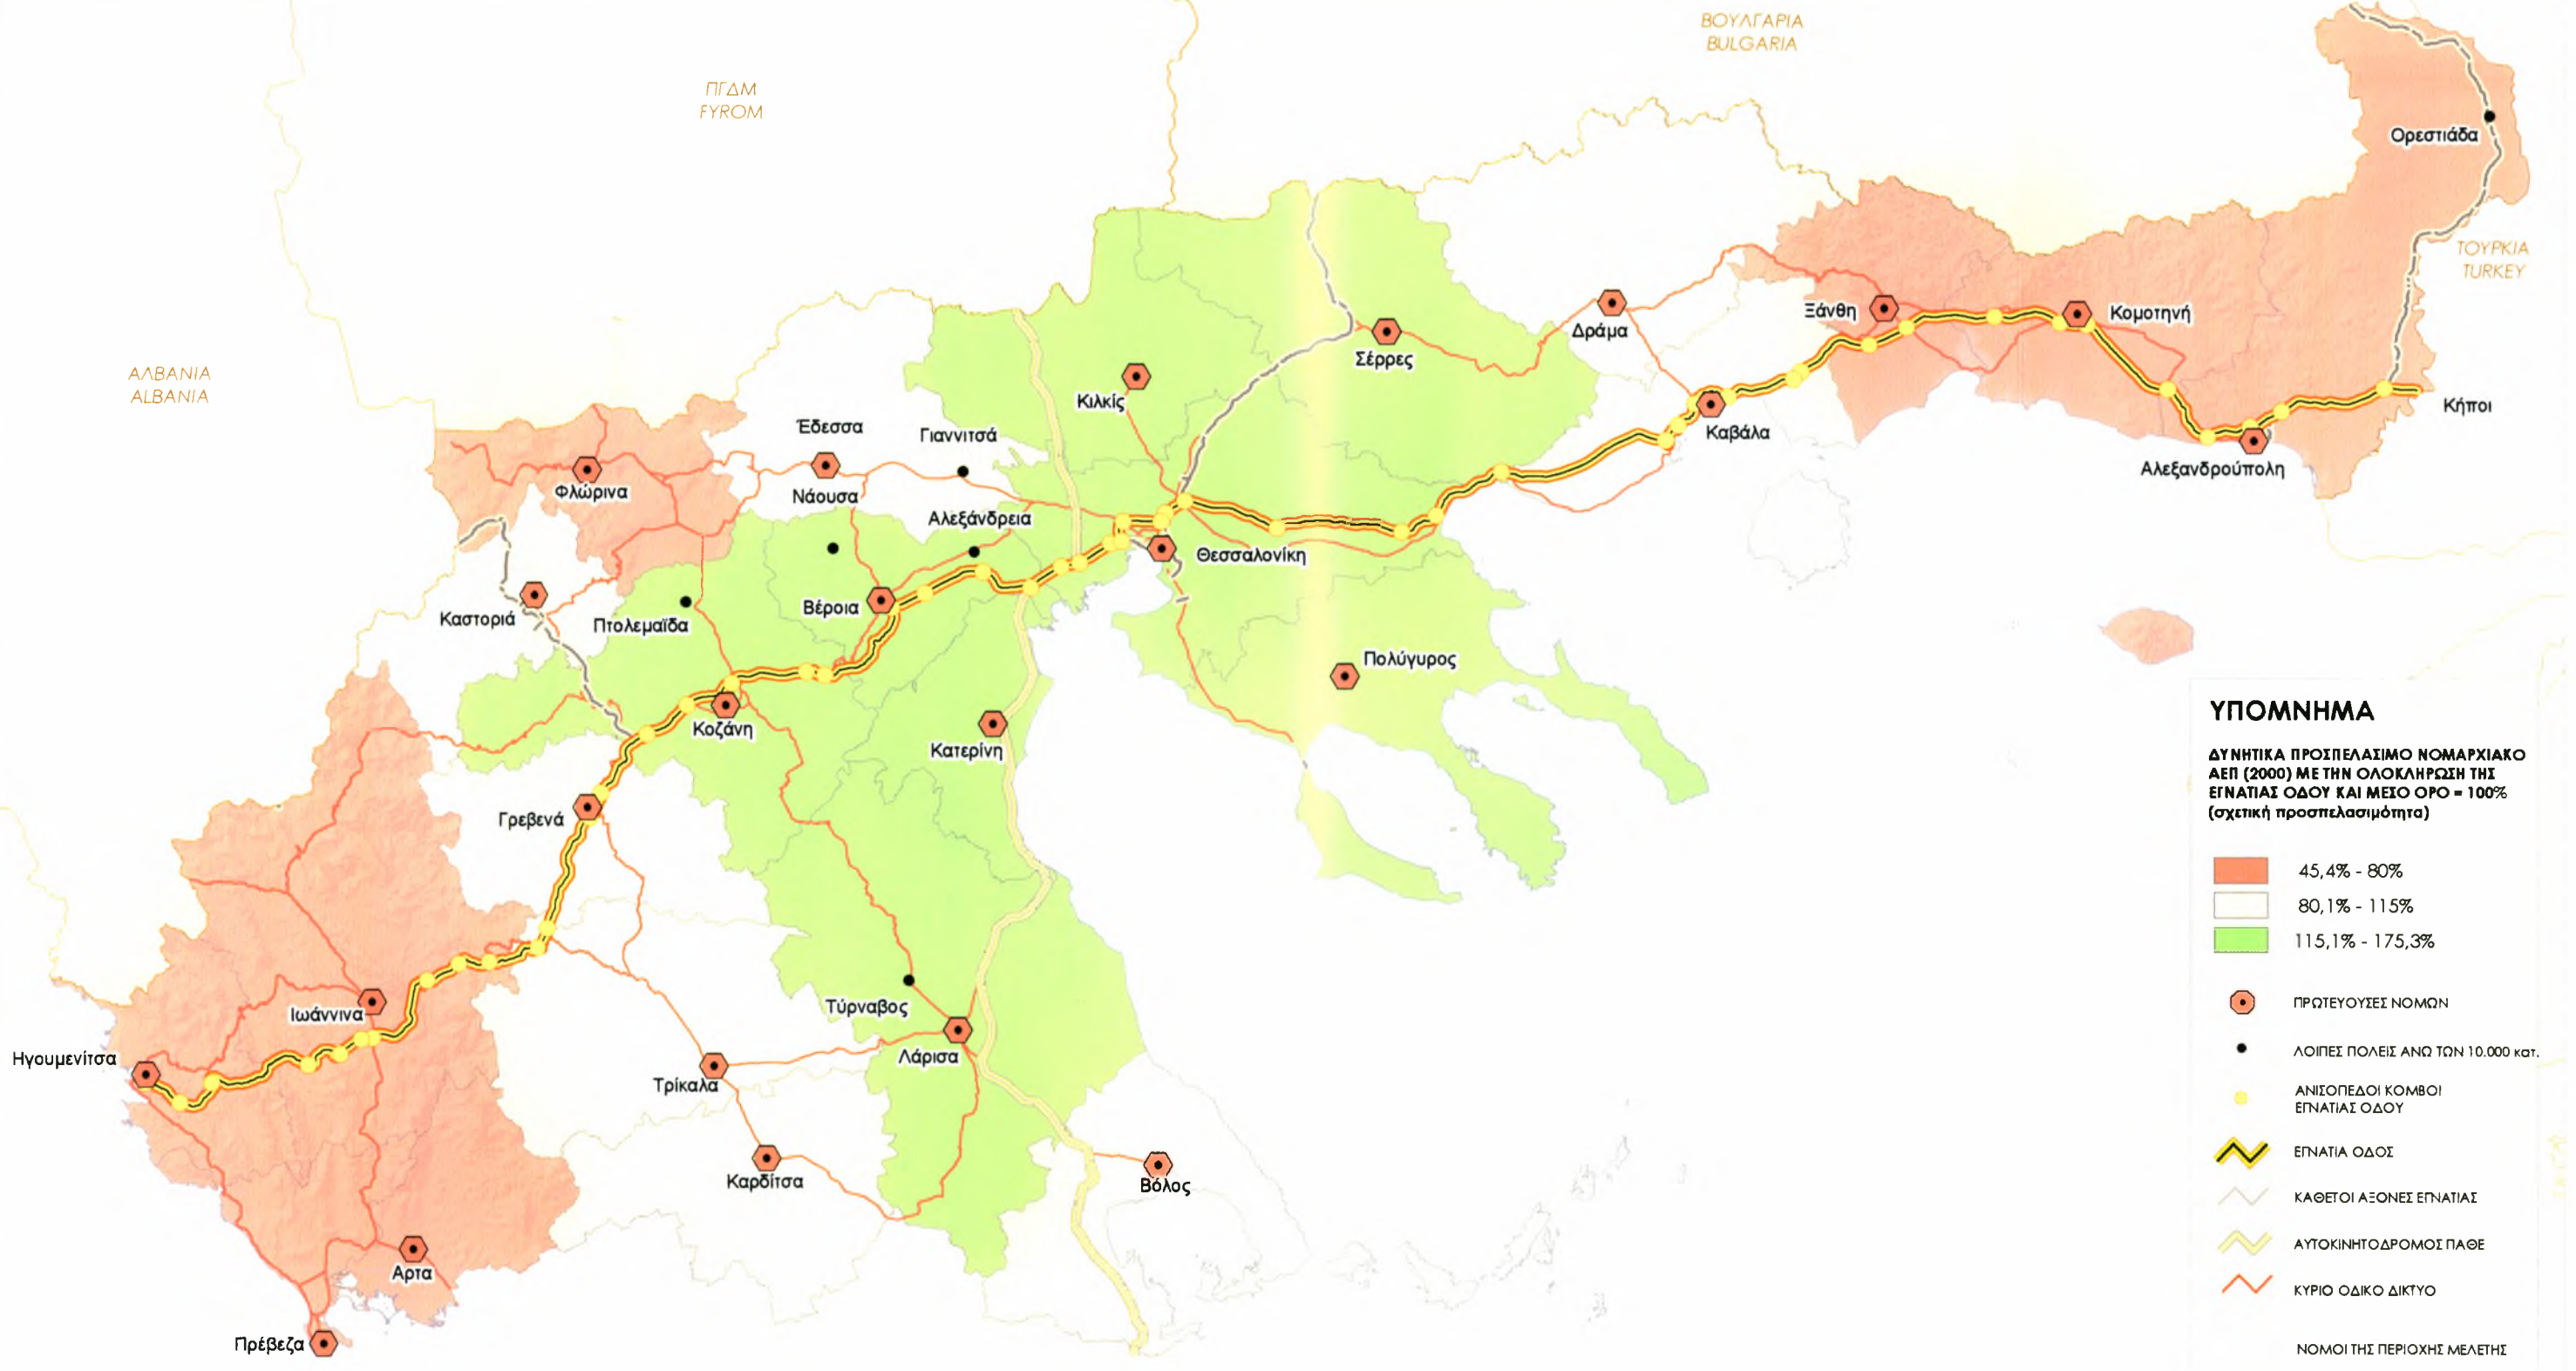 ΒΟΥΛΓΑΡΙΑ
BULGARIA
ΠΓΔΜ
FYROM
Ορεστιάδα
ΤΟΥΡΚΙΑ
TURKEY
Ξάνθη
Κομοτηνή
Δράμα
Σέρρες
ΑΛΒΑΝΙΑ
ALBANIA
Κιλκίς
Κήποι
Έδεσσα
Γιαννιτσά
Καβάλα
Αλεξανδρούπολη
Φλώρινα
Νάουσα
Αλεξάνδρεια
Θεσσαλονίκη
Καστοριά
Πτολεμαϊδα
Βέροια
Πολύγυρος
Κοζάνη
Κατερίνη
Γρεβενά
Τύρναβος
Ιωάννινα
Ηγουμενίτσα
Λάρισα
Τρίκαλα
Καρδίτσα
Βόλος
Αρτα
Πρέβεζα
ΥΠΟΜΝΗΜΑ
ΔΥΝΗΤΙΚΑ ΠΡΟΣΠΕΛΑΣΙΜΟ ΝΟΜΑΡΧΙΑΚΟ
ΑΕΠ (2000) ΜΕ ΤΗΝ ΟΛΟΚΛΗΡΩΣΗ ΤΗΣ
ΕΓΝΑΤΙΑΣ ΟΔΟΥ ΚΑΙ ΜΕΣΟ ΟΡΟ = 100%
(σχετική προσπελασιμότητα)
45,4% - 80%
80,1% - 115%
115,1% - 175,3%
ΠΡΩΤΕΥΟΥΣΕΣ ΝΟΜΩΝ
ΛΟΙΠΕΣ ΠΟΛΕΙΣ ΑΝΩ ΤΩΝ 10.000 κατ.
ΑΝΙΣΟΠΕΔΟΙ ΚΟΜΒΟΙ
ΕΓΝΑΤΙΑΣ ΟΔΟΥ
ΕΓΝΑΤΙΑ ΟΔΟΣ
ΚΑΘΕΤΟΙ ΑΞΟΝΕΣ ΕΓΝΑΤΙΑΣ
ΑΥΤΟΚΙΝΗΤΟΔΡΟΜΟΣ ΠΑΘΕ
ΚΥΡΙΟ ΟΔΙΚΟ ΔΙΚΤΥΟ
ΝΟΜΟΙ ΤΗΣ ΠΕΡΙΟΧΗΣ ΜΕΛΕΤΗΣ